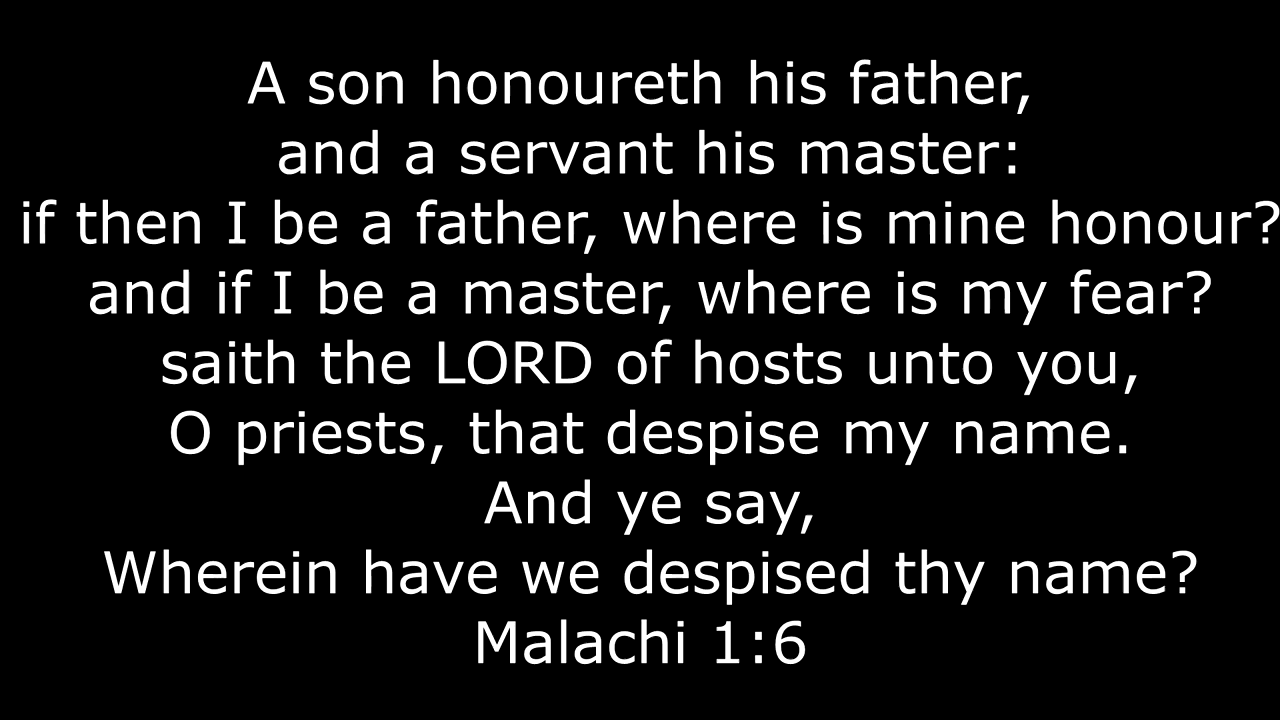 A son honoureth his father,
and a servant his master:
if then I be a father, where is mine honour?
and if I be a master, where is my fear?
saith the LORD of hosts unto you,
O priests, that despise my name.
And ye say,
Wherein have we despised thy name?
Malachi 1:6